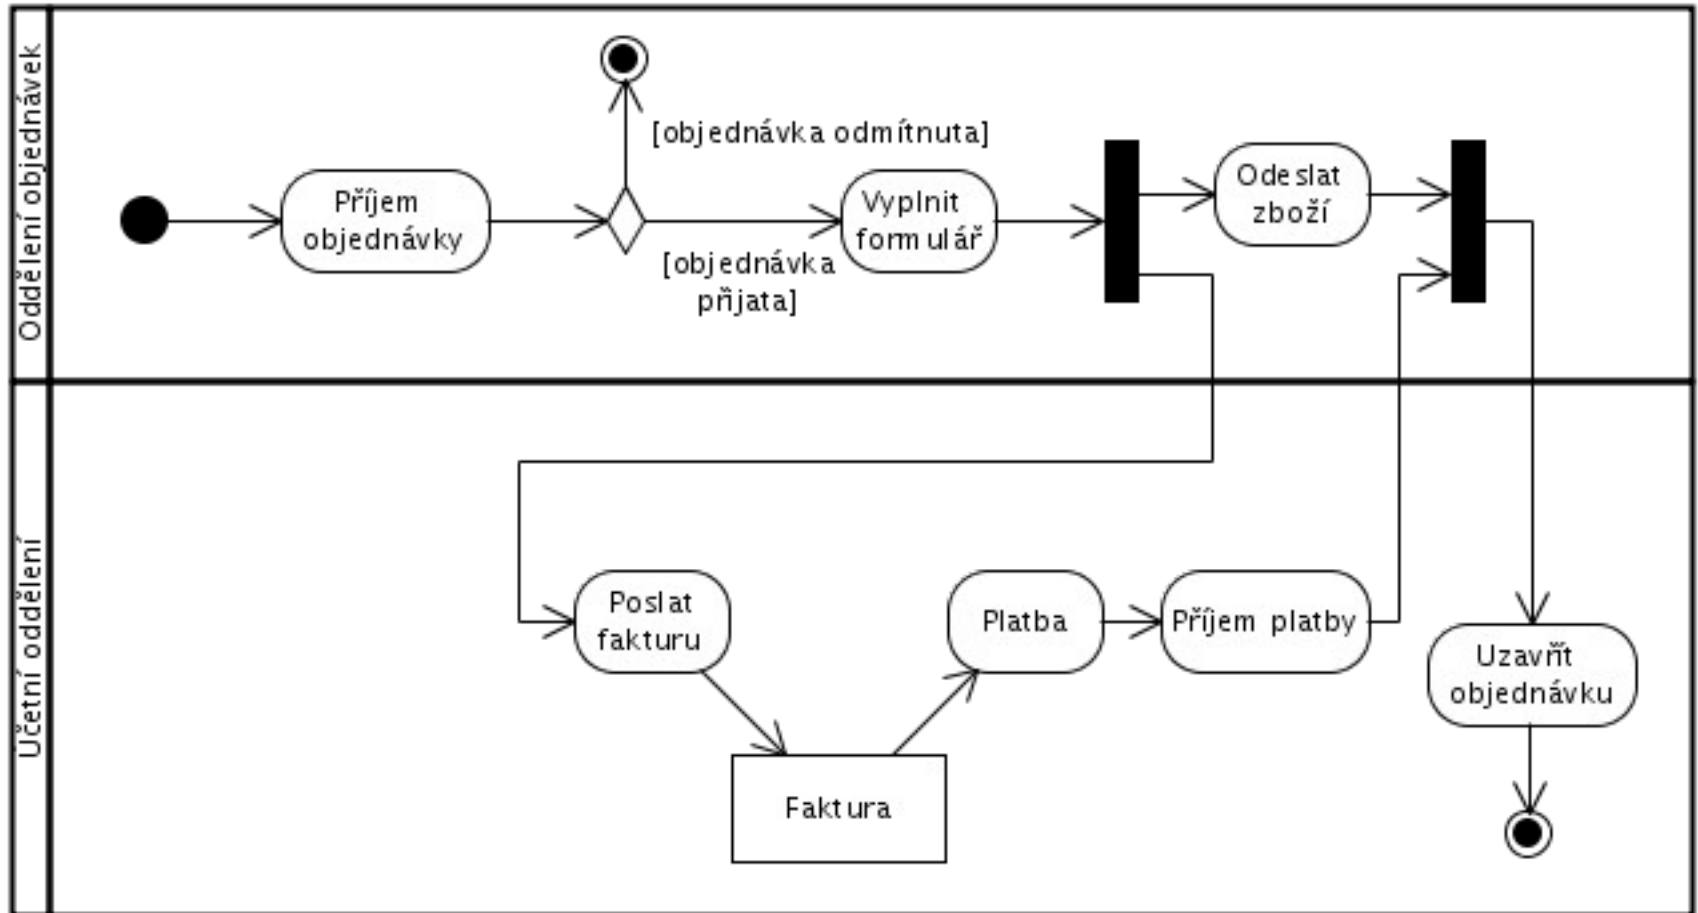 Oddělení objednávek
[objednávka odmítnuta]
Příjem
objednávky
Vyplnit
formulář
[objednávka
přijata]
Odeslat
zboží
Účetní oddělení
Poslat
fakturu
Faktura
Platba
Příjem platby
Uzavřít
objednávku